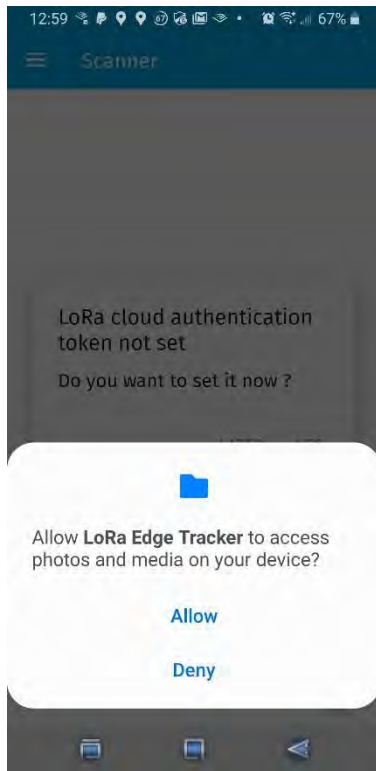 12:59 67%
Scanner
LoRa cloud authentication
token not set
Do you want to set it now ?
Allow LoRa Edge Tracker to access
photos and media on your device?
Allow
Deny